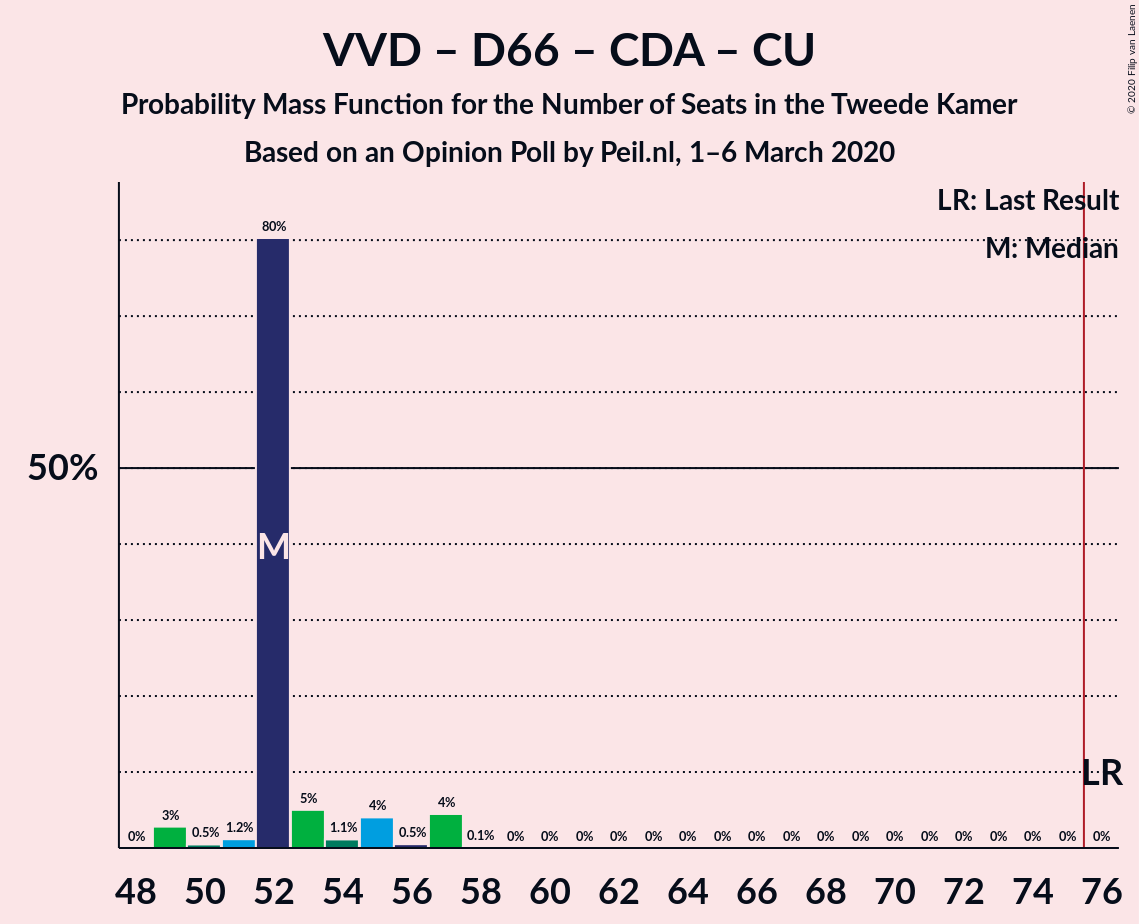 VVD – D66 – CDA – CU
Probability Mass Function for the Number of Seats in the Tweede Kamer
Based on an Opinion Poll by Peil.nl, 1–6 March 2020
© 2020 Filip van Laenen
LR: Last Result
M: Median
50%
M
LR
0% 3% 0.5% 1.2% 80% 5% 1.1% 4% 0.5% 4% 0.1% 0% 0% 0% 0% 0% 0% 0% 0% 0% 0% 0% 0% 0% 0% 0% 0% 0% 0%
48 50 52 54 56 58 60 62 64 66 68 70 72 74 76